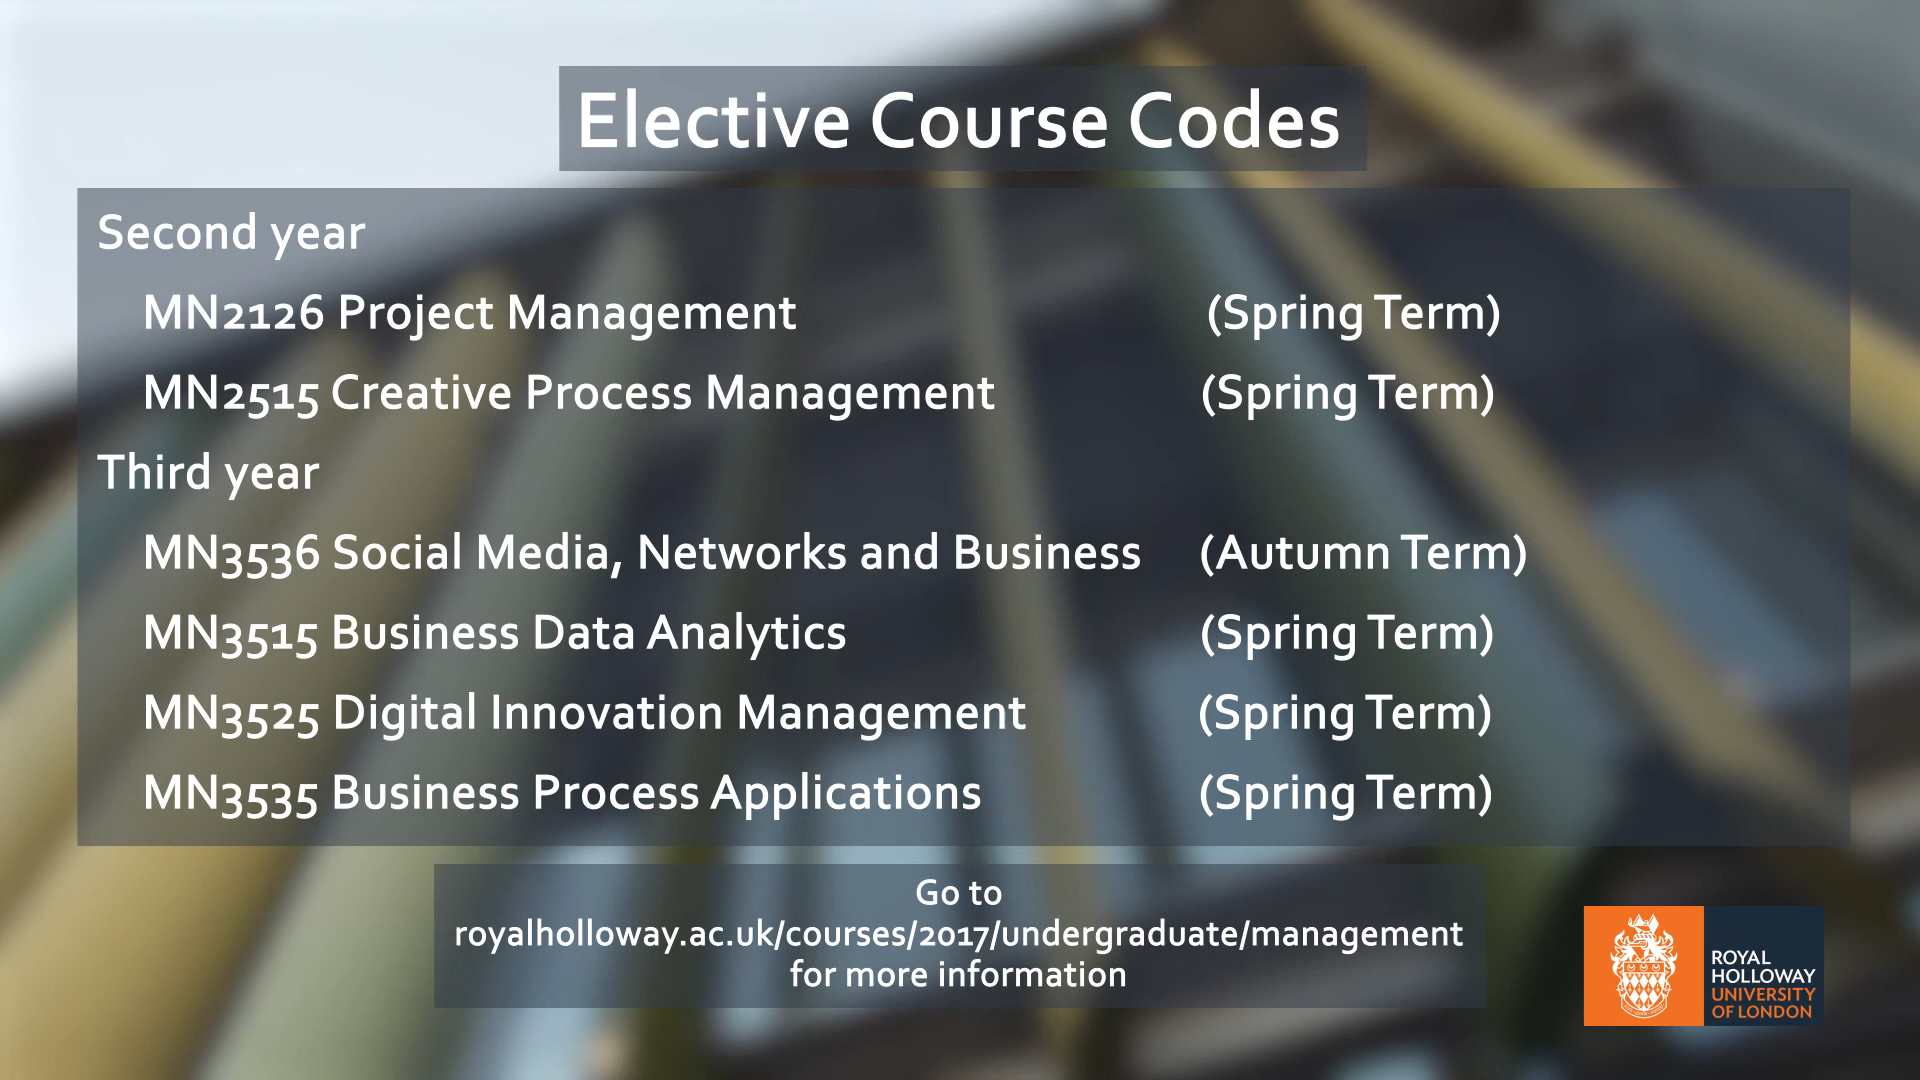 Elective Course Codes
Second year
MN2126 Project Management (Spring Term)
MN2515 Creative Process Management (Spring Term)
Third year
MN3536 Social Media, Networks and Business (Autumn Term)
MN3515 Business Data Analytics (Spring Term)
MN3525 Digital Innovation Management (Spring Term)
MN3535 Business Process Applications (Spring Term)
Go to
royalholloway.ac.uk/courses/2017/undergraduate/management
for more information
ROYAL
HOLLOWAY
UNIVERSITY
OF LONDON